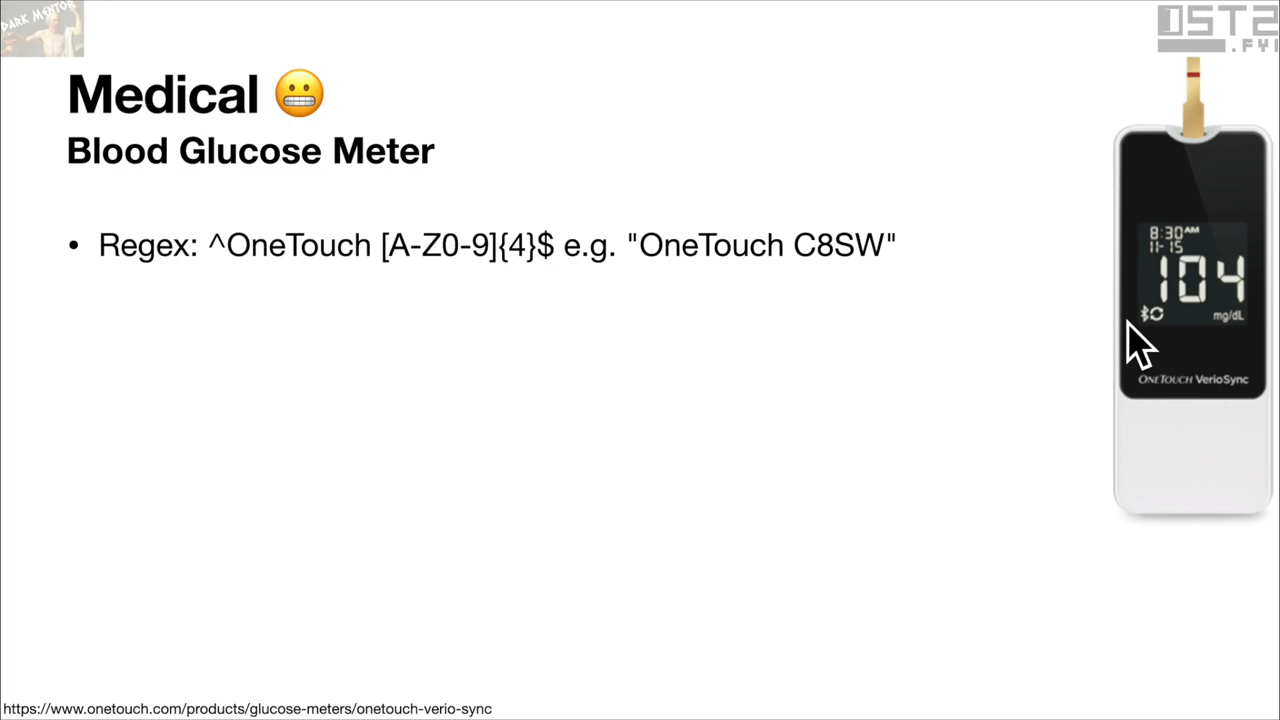 DARK MENTOR
OST2
.FYI
Medical
Blood Glucose Meter
• Regex: ^OneTouch [A-Z0-9]{4}$ e.g. "OneTouch C8SW"
8:30AM
11-15
104
mg/dL
ONETOUCH VerioSync
https://www.onetouch.com/products/glucose-meters/onetouch-verio-sync